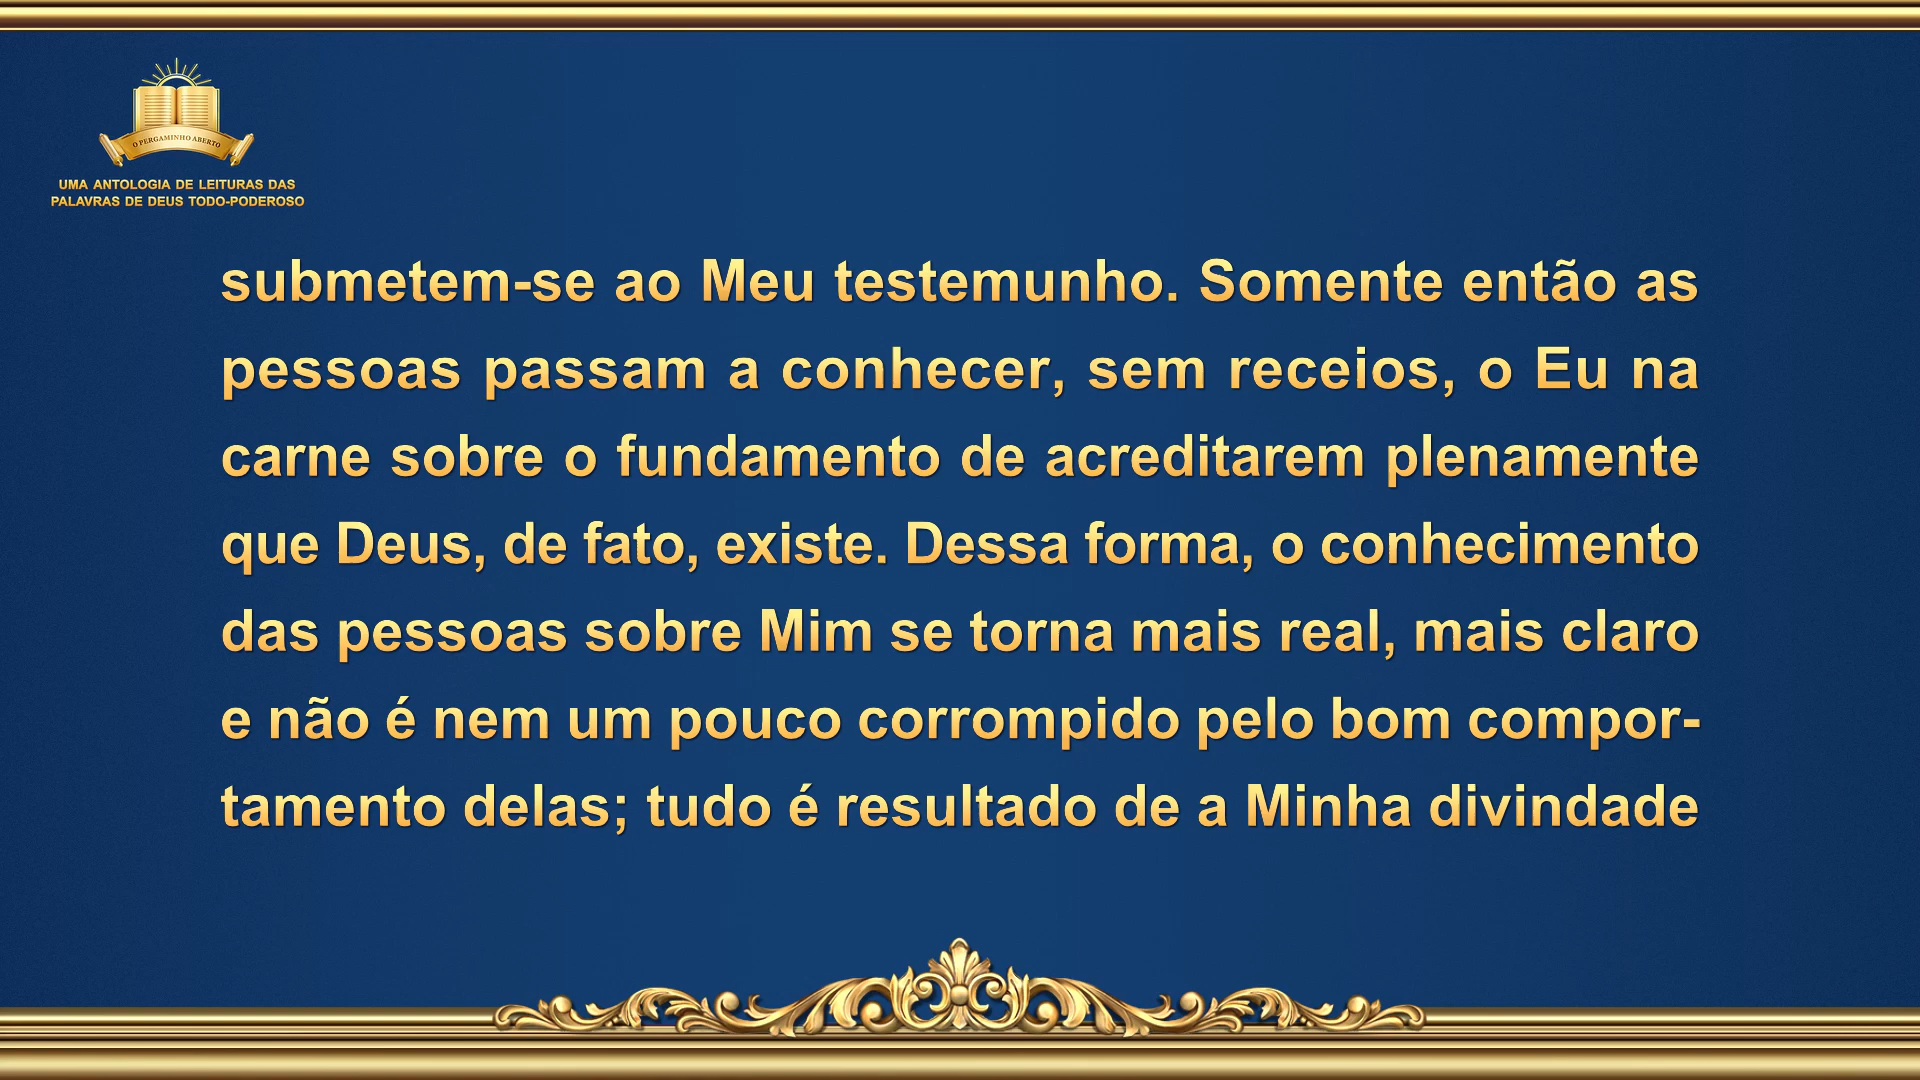 O PERGAMINHO ABERTO
UMA ANTOLOGIA DE LEITURAS DAS
PALAVRAS DE DEUS TODO-PODEROSO
submetem-se ao Meu testemunho. Somente então as
pessoas passam a conhecer, sem receios, o Eu na
carne sobre o fundamento de acreditarem plenamente
que Deus, de fato, existe. Dessa forma, o conhecimento
das pessoas sobre Mim se torna mais real, mais claro
e não é nem um pouco corrompido pelo bom compor-
tamento delas; tudo é resultado de a Minha divindade